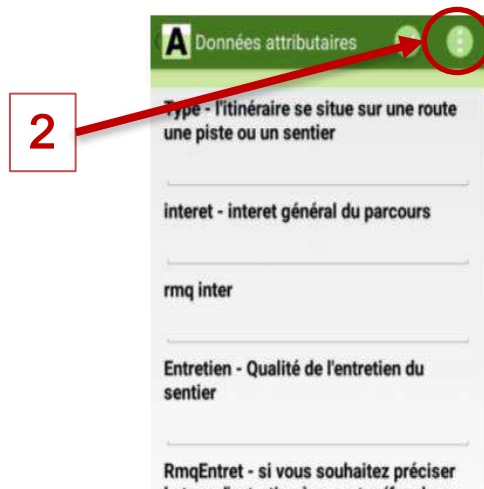 A Données attributaires
2
Type - l'itinéraire se situe sur une route
une piste ou un sentier
interet - interet général du parcours
rmq inter
Entretien - Qualité de l'entretien du
sentier
RmqEntret - si vous souhaitez préciser